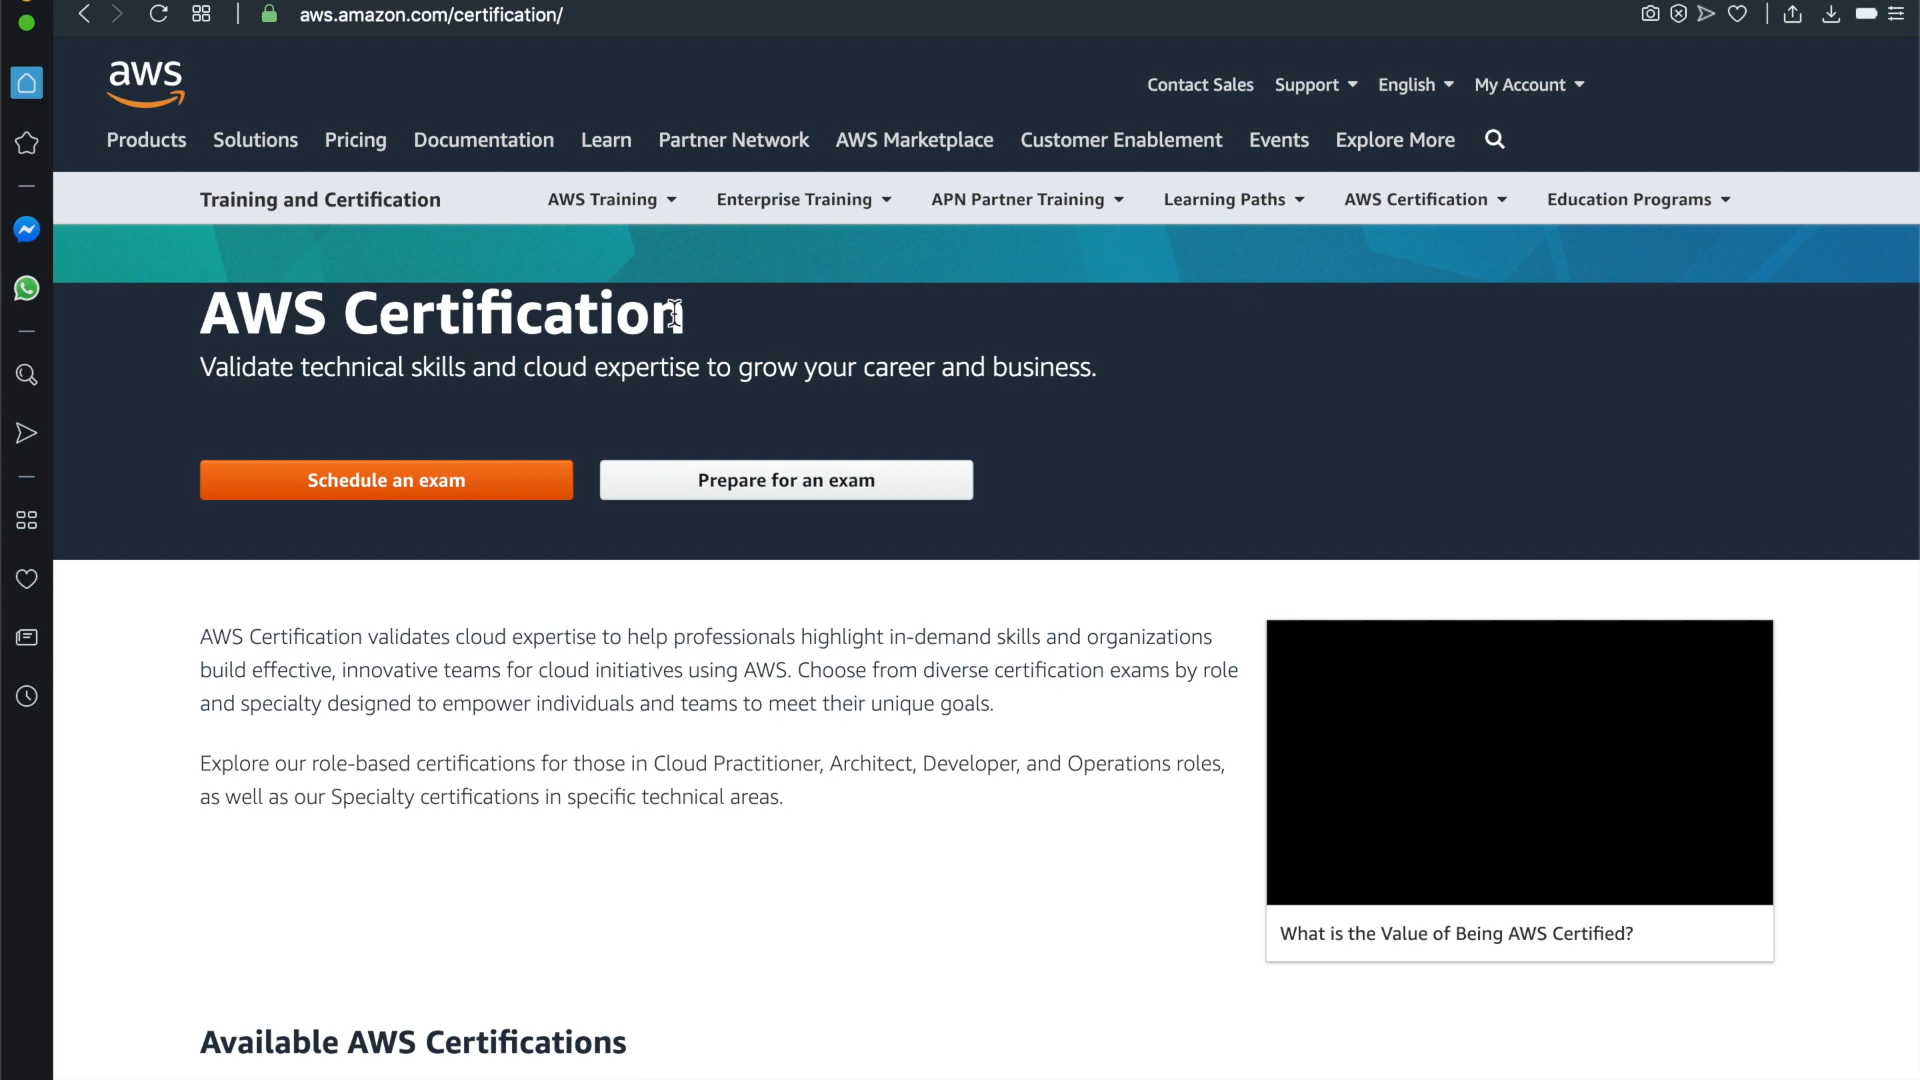 aws.amazon.com/certification/
aws
Contact Sales Support English My Account
Products Solutions Pricing Documentation Learn Partner Network AWS Marketplace Customer Enablement Events Explore More
Training and Certification AWS Training Enterprise Training APN Partner Training Learning Paths AWS Certification Education Programs
AWS Certification
Validate technical skills and cloud expertise to grow your career and business.
Schedule an exam Prepare for an exam
AWS Certification validates cloud expertise to help professionals highlight in-demand skills and organizations
build effective, innovative teams for cloud initiatives using AWS. Choose from diverse certification exams by role
and specialty designed to empower individuals and teams to meet their unique goals.
Explore our role-based certifications for those in Cloud Practitioner, Architect, Developer, and Operations roles,
as well as our Specialty certifications in specific technical areas.
What is the Value of Being AWS Certified?
Available AWS Certifications